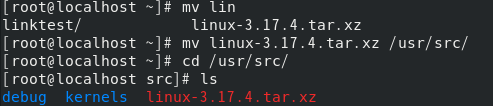 [root@localhost ~]# mv lin
linktest/            linux-3.17.4.tar.xz
[root@localhost ~]# mv linux-3.17.4.tar.xz /usr/src/
[root@localhost ~]# cd /usr/src/
[root@localhost src]# ls
debug  kernels  linux-3.17.4.tar.xz